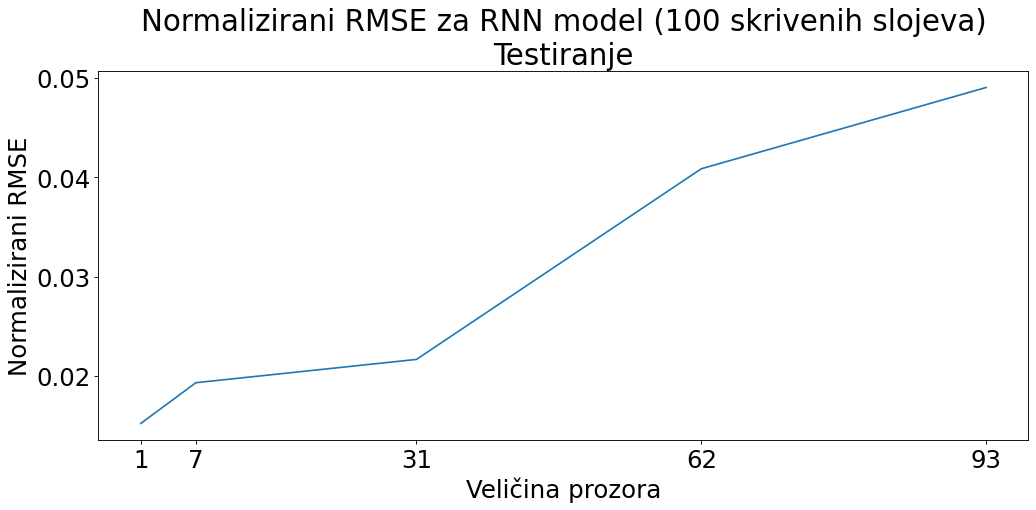 Normalizirani RMSE za RNN model (100 skrivenih slojeva)
Testiranje
Normalizirani RMSE
0.05
0.04
0.03
0.02
1 7 31 62 93
Veličina prozora